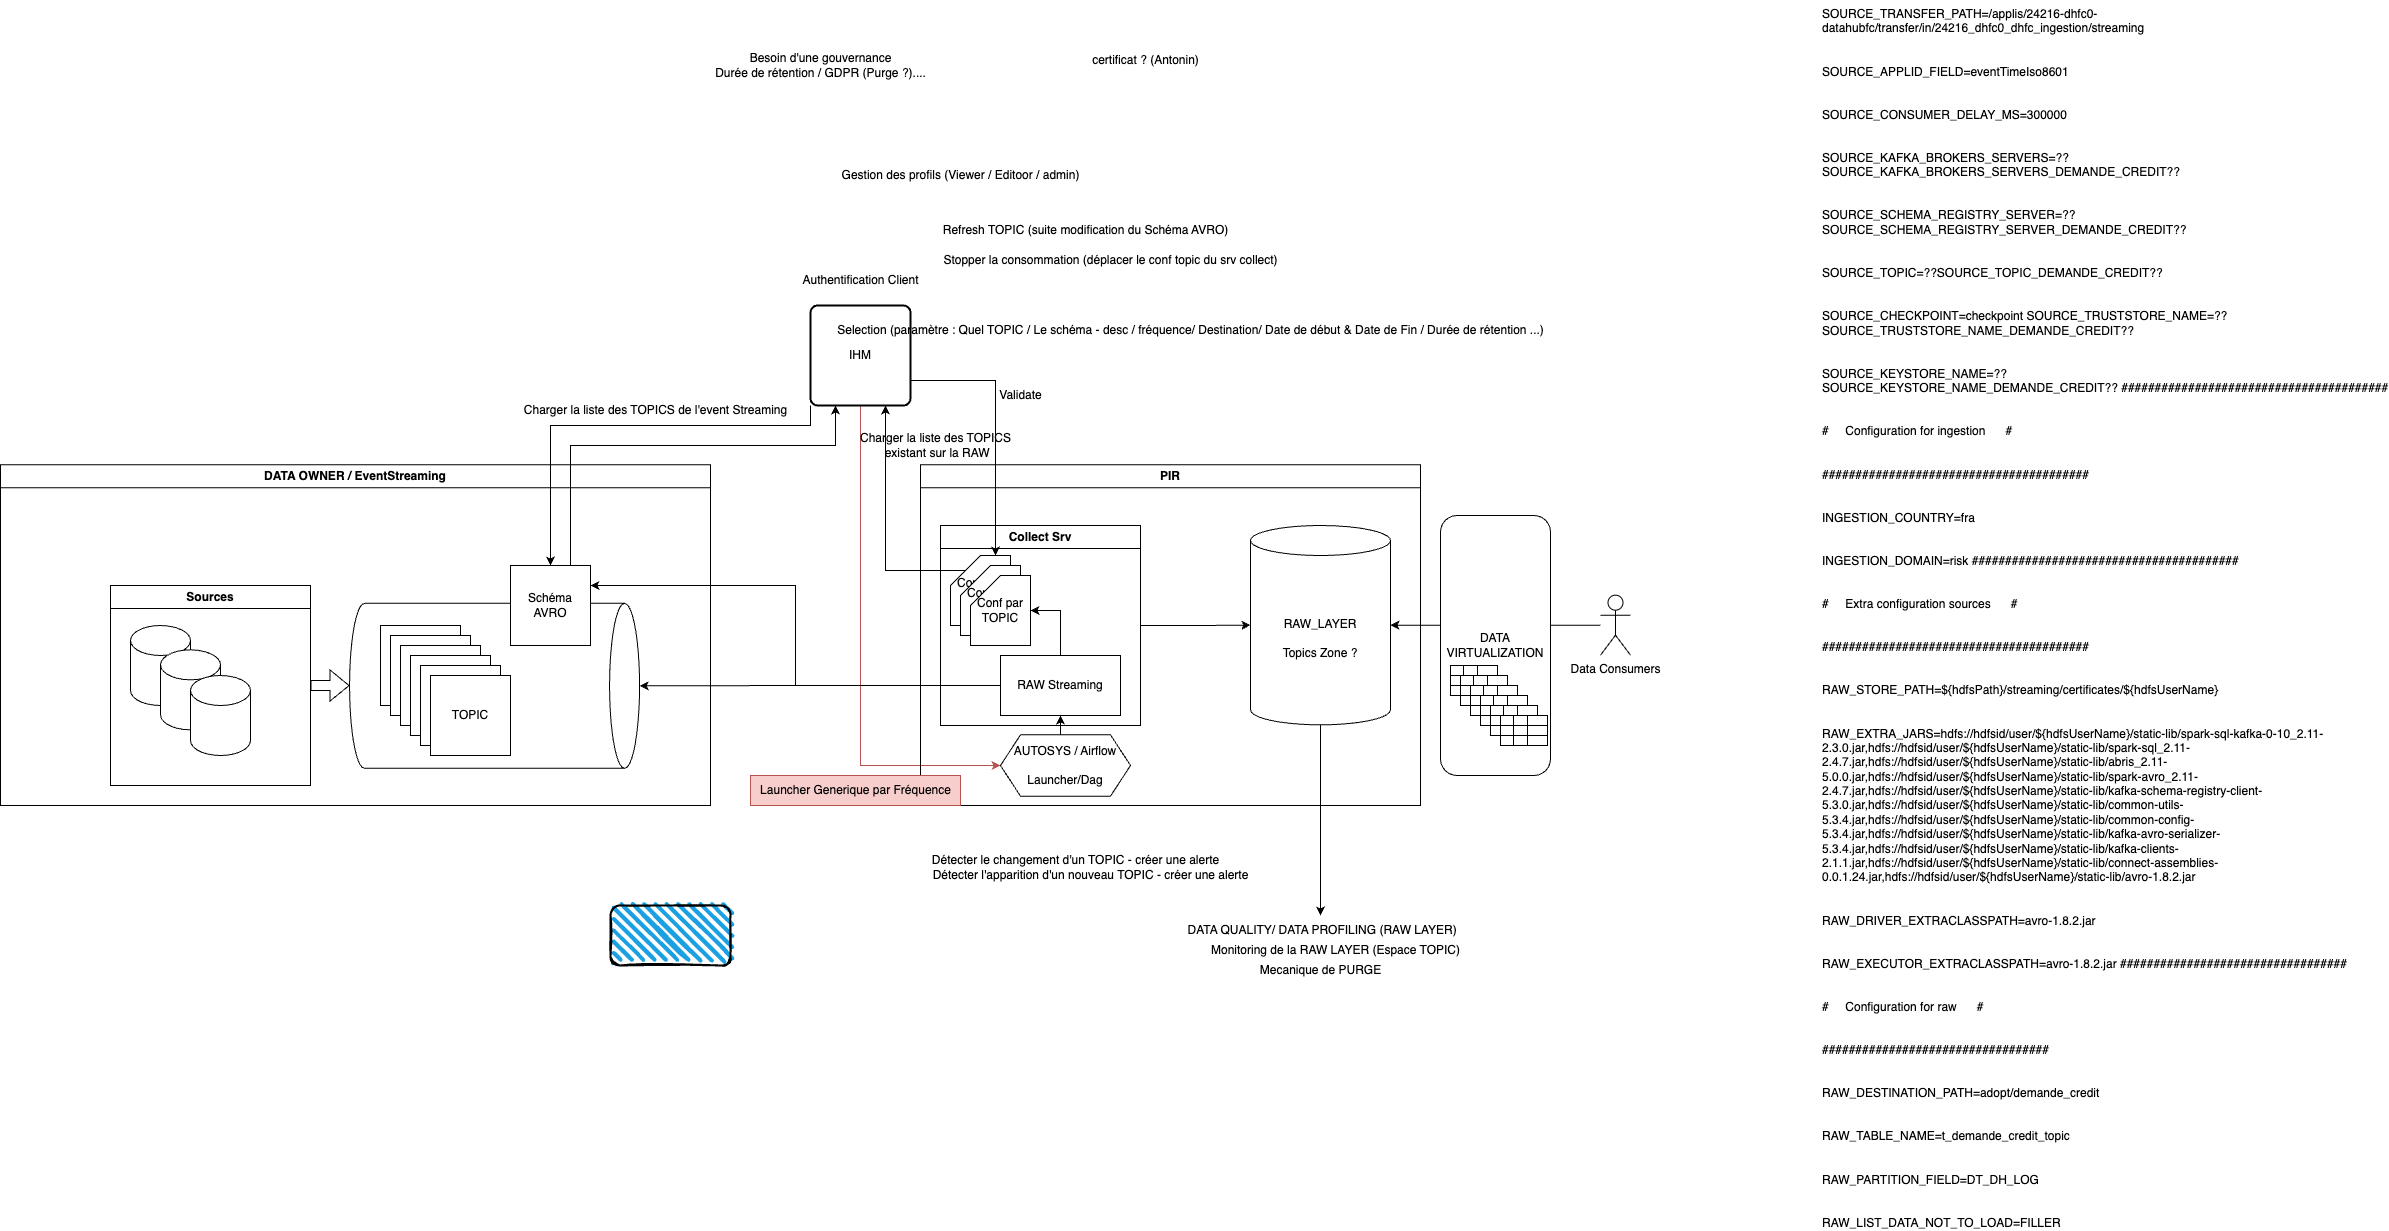 Besoin d'une gouvernance
Durée de rétention / GDPR (Purge ?)....
certificat ? (Antonin)
Gestion des profils (Viewer / Editoor / admin)
Refresh TOPIC (suite modification du Schéma AVRO)
Stopper la consommation (déplacer le conf topic du srv collect)
Authentification Client
Selection (paramètre : Quel TOPIC / Le schéma - desc / fréquence/ Destination/ Date de début & Date de Fin / Durée de rétention ...)
IHM
Validate
Charger la liste des TOPICS de l'event Streaming
Charger la liste des TOPICS
existant sur la RAW
DATA OWNER / EventStreaming
Sources
Schéma
AVRO
TOPIC
PIR
Collect Srv
Co
Co
Conf par
TOPIC
RAW Streaming
AUTOSYS / Airflow
Launcher/Dag
Launcher Generique par Fréquence
RAW_LAYER
Topics Zone ?
DATA
VIRTUALIZATION
Data Consumers
Détecter le changement d'un TOPIC - créer une alerte
Détecter l'apparition d'un nouveau TOPIC - créer une alerte
DATA QUALITY/ DATA PROFILING (RAW LAYER)
Monitoring de la RAW LAYER (Espace TOPIC)
Mecanique de PURGE
SOURCE_TRANSFER_PATH=/applis/24216-dhfc0-
datahubfc/transfer/in/24216_dhfc0_dhfc_ingestion/streaming
SOURCE_APPLID_FIELD=eventTimeIso8601
SOURCE_CONSUMER_DELAY_MS=300000
SOURCE_KAFKA_BROKERS_SERVERS=??
SOURCE_KAFKA_BROKERS_SERVERS_DEMANDE_CREDIT??
SOURCE_SCHEMA_REGISTRY_SERVER=??
SOURCE_SCHEMA_REGISTRY_SERVER_DEMANDE_CREDIT??
SOURCE_TOPIC=??SOURCE_TOPIC_DEMANDE_CREDIT??
SOURCE_CHECKPOINT=checkpoint SOURCE_TRUSTSTORE_NAME=??
SOURCE_TRUSTSTORE_NAME_DEMANDE_CREDIT??
SOURCE_KEYSTORE_NAME=??
SOURCE_KEYSTORE_NAME_DEMANDE_CREDIT?? ########################################
# Configuration for ingestion #
########################################
INGESTION_COUNTRY=fra
INGESTION_DOMAIN=risk ########################################
# Extra configuration sources #
########################################
RAW_STORE_PATH=${hdfsPath}/streaming/certificates/${hdfsUserName}
RAW_EXTRA_JARS=hdfs://hdfsid/user/${hdfsUserName}/static-lib/spark-sql-kafka-0-10_2.11-
2.3.0.jar,hdfs://hdfsid/user/${hdfsUserName}/static-lib/spark-sql_2.11-
2.4.7.jar,hdfs://hdfsid/user/${hdfsUserName}/static-lib/abris_2.11-
5.0.0.jar,hdfs://hdfsid/user/${hdfsUserName}/static-lib/spark-avro_2.11-
2.4.7.jar,hdfs://hdfsid/user/${hdfsUserName}/static-lib/kafka-schema-registry-client-
5.3.0.jar,hdfs://hdfsid/user/${hdfsUserName}/static-lib/common-utils-
5.3.4.jar,hdfs://hdfsid/user/${hdfsUserName}/static-lib/common-config-
5.3.4.jar,hdfs://hdfsid/user/${hdfsUserName}/static-lib/kafka-avro-serializer-
5.3.4.jar,hdfs://hdfsid/user/${hdfsUserName}/static-lib/kafka-clients-
2.1.1.jar,hdfs://hdfsid/user/${hdfsUserName}/static-lib/connect-assemblies-
0.0.1.24.jar,hdfs://hdfsid/user/${hdfsUserName}/static-lib/avro-1.8.2.jar
RAW_DRIVER_EXTRACLASSPATH=avro-1.8.2.jar
RAW_EXECUTOR_EXTRACLASSPATH=avro-1.8.2.jar ##################################
# Configuration for raw #
##################################
RAW_DESTINATION_PATH=adopt/demande_credit
RAW_TABLE_NAME=t_demande_credit_topic
RAW_PARTITION_FIELD=DT_DH_LOG
RAW_LIST_DATA_NOT_TO_LOAD=FILLER